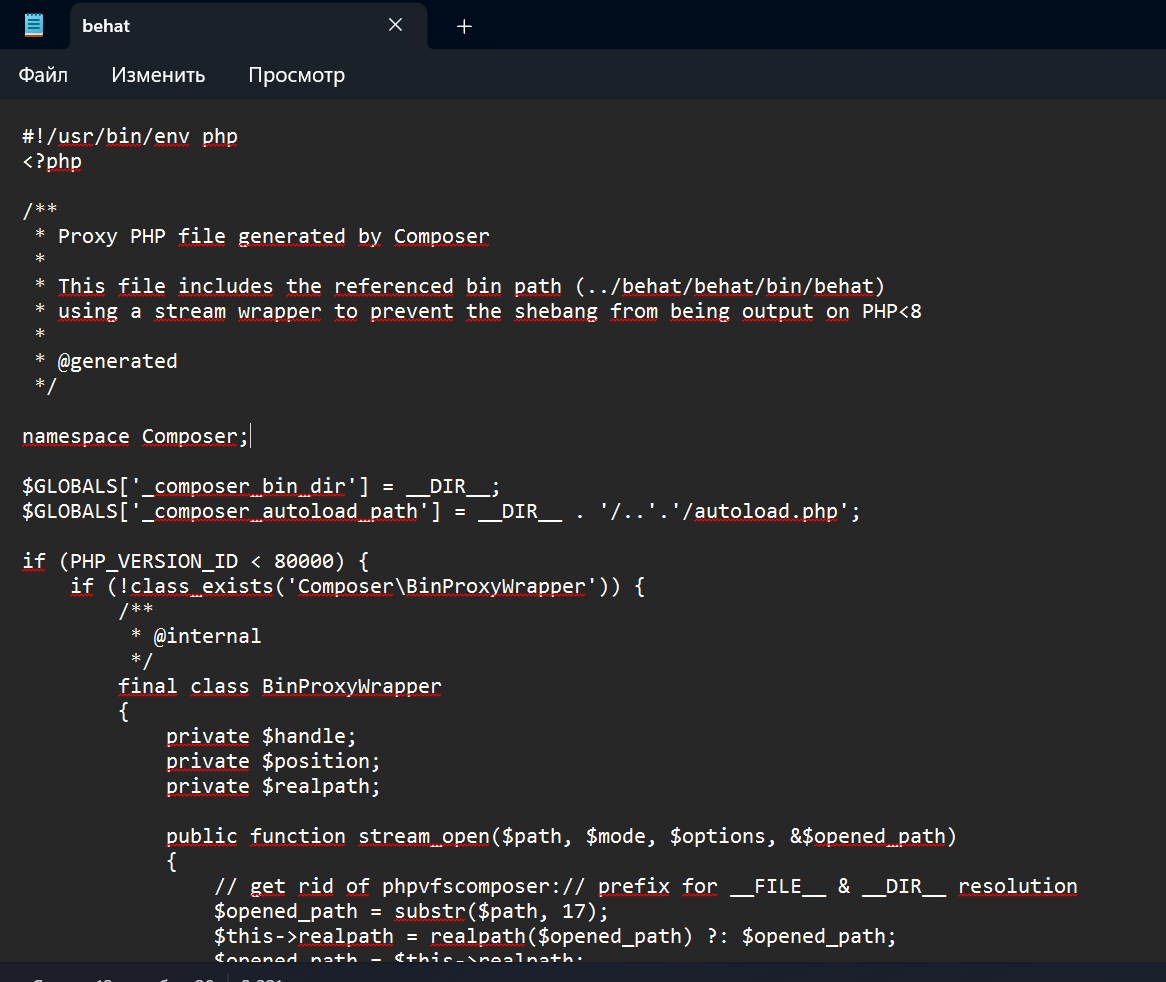 behat
Файл Изменить Просмотр
#!/usr/bin/env php
<?php
/**
* Proxy PHP file generated by Composer
*
* This file includes the referenced bin path (../behat/behat/bin/behat)
* using a stream wrapper to prevent the shebang from being output on PHP<8
*
* @generated
*/
namespace Composer;
$GLOBALS['_composer_bin_dir'] = __DIR__;
$GLOBALS['_composer_autoload_path'] = __DIR__ . '/..'.'/autoload.php';
if (PHP_VERSION_ID < 80000) {
if (!class_exists('Composer\BinProxyWrapper')) {
/**
* @internal
*/
final class BinProxyWrapper
{
private $handle;
private $position;
private $realpath;
public function stream_open($path, $mode, $options, &$opened_path)
{
// get rid of phpvfscomposer:// prefix for __FILE__ & __DIR__ resolution
$opened_path = substr($path, 17);
$this->realpath = realpath($opened_path) ?: $opened_path;
$opened_path = $this->realpath;